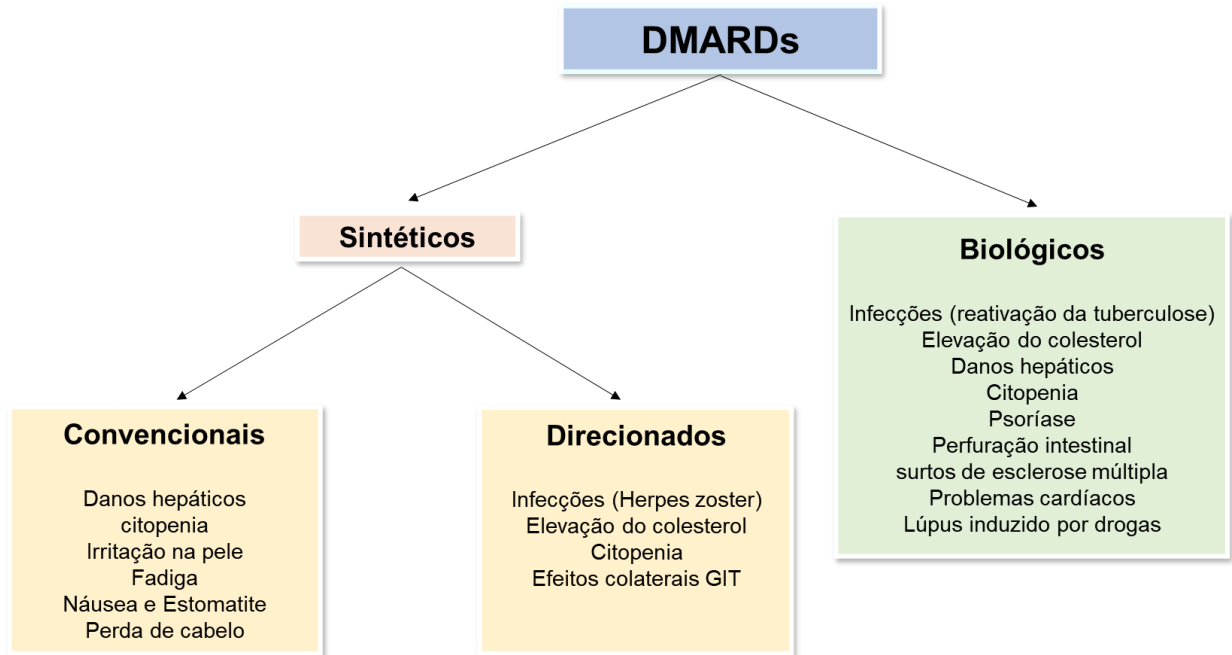 DMARDs
Sintéticos
Biológicos
Infecções (reativação da tuberculose)
Elevação do colesterol
Danos hepáticos
Citopenia
Psoríase
Perfuração intestinal
surtos de esclerose múltipla
Problemas cardíacos
Lúpus induzido por drogas
Convencionais
Danos hepáticos
citopenia
Irritação na pele
Fadiga
Náusea e Estomatite
Perda de cabelo
Direcionados
Infecções (Herpes zoster)
Elevação do colesterol
Citopenia
Efeitos colaterais GIT